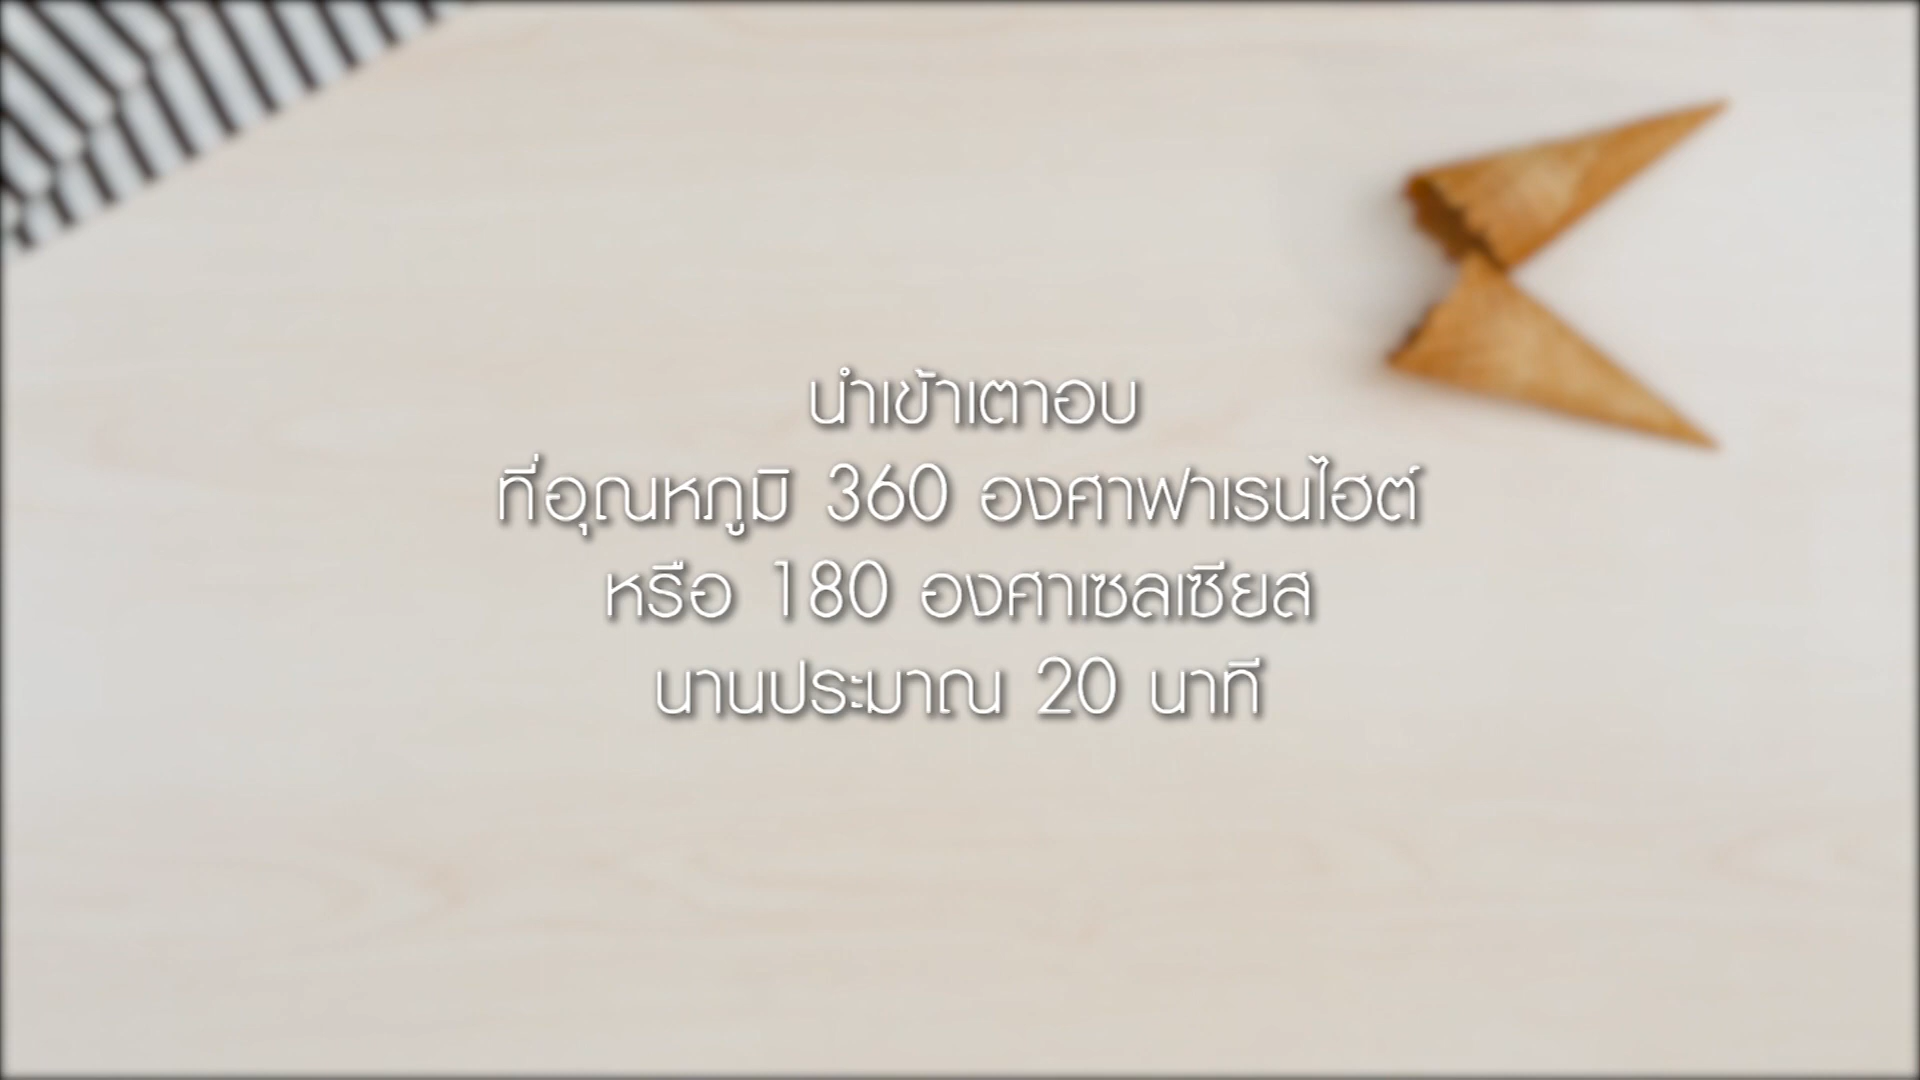 นำเข้าเตาอบ
ที่อุณหภูมิ 360 องศาฟาเรนไฮต์
หรือ 180 องศาเซลเซียส
นานประมาณ 20 นาที